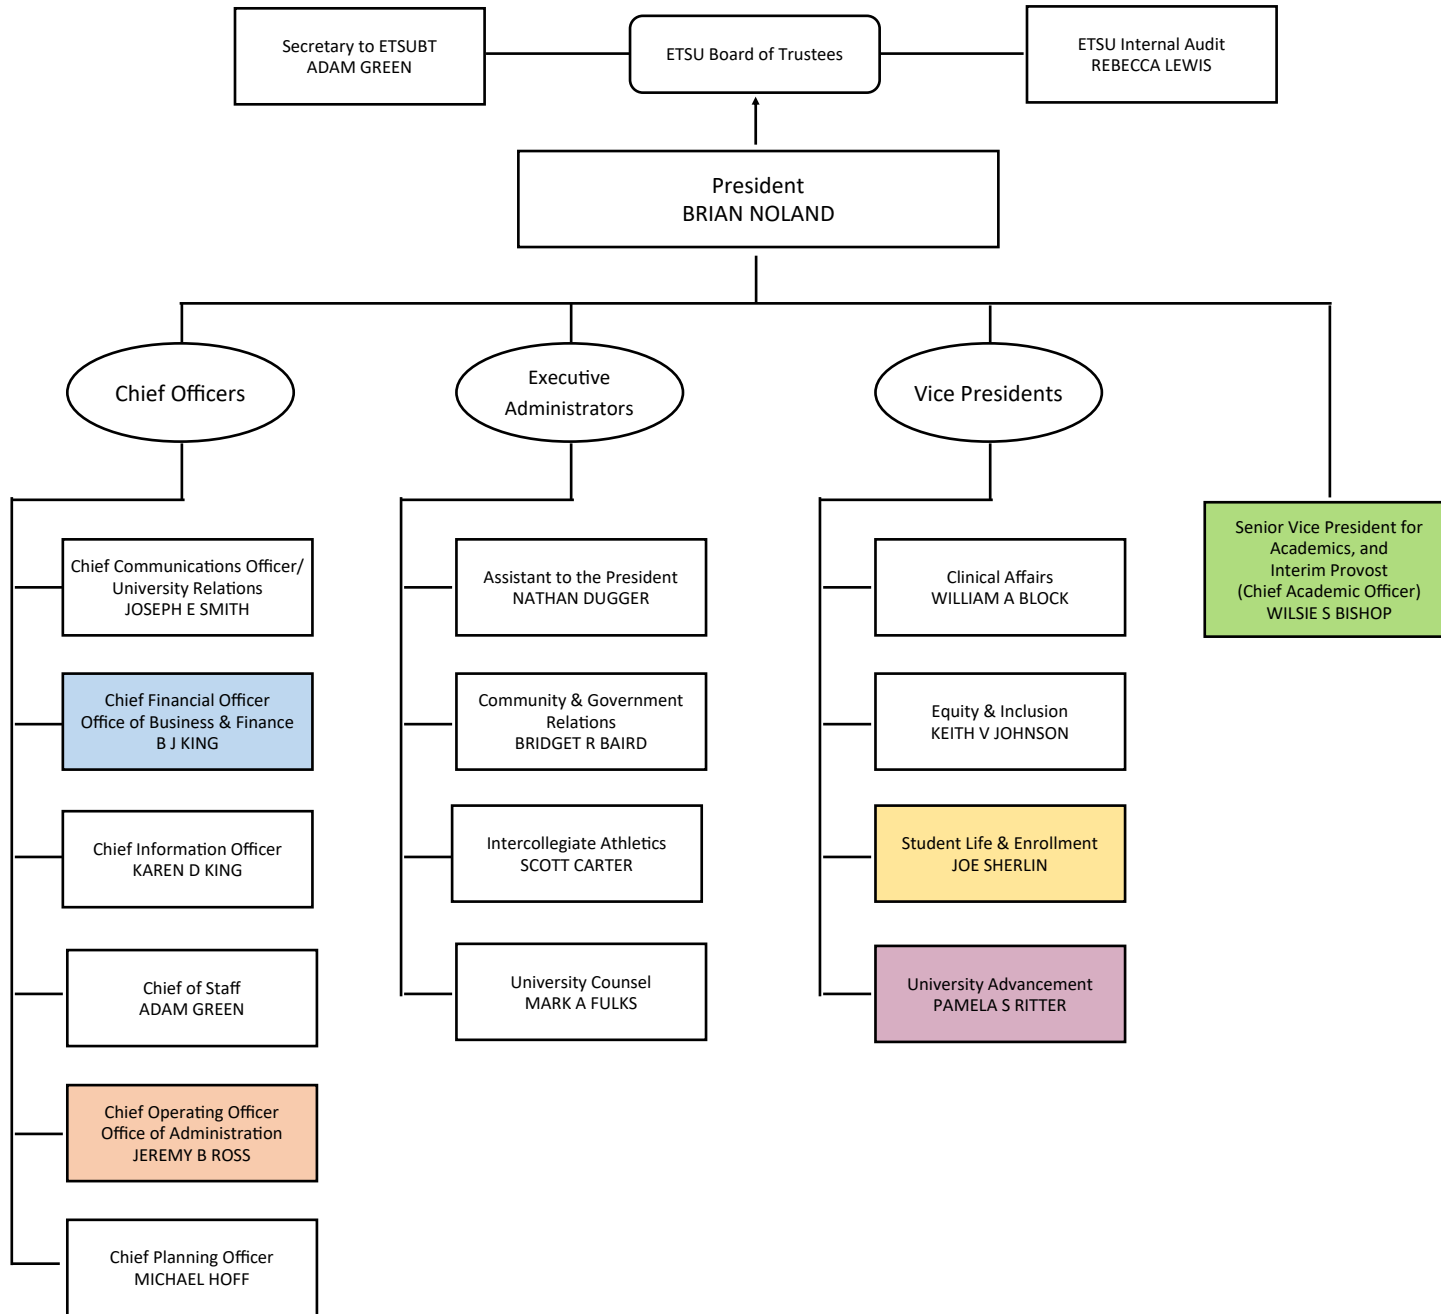 Secretary to ETSUBT
ADAM GREEN
ETSU Board of Trustees
ETSU Internal Audit
REBECCA LEWIS
President
BRIAN NOLAND
Chief Officers
Executive
Administrators
Vice Presidents
Chief Communications Officer/
University Relations
JOSEPH E SMITH
Chief Financial Officer
Office of Business & Finance
B J KING
Chief Information Officer
KAREN D KING
Chief of Staff
ADAM GREEN
Chief Operating Officer
Office of Administration
JEREMY B ROSS
Chief Planning Officer
MICHAEL HOFF
Assistant to the President
NATHAN DUGGER
Community & Government
Relations
BRIDGET R BAIRD
Intercollegiate Athletics
SCOTT CARTER
University Counsel
MARK A FULKS
Clinical Affairs
WILLIAM A BLOCK
Equity & Inclusion
KEITH V JOHNSON
Student Life & Enrollment
JOE SHERLIN
University Advancement
PAMELA S RITTER
Senior Vice President for
Academics, and
Interim Provost
(Chief Academic Officer)
WILSIE S BISHOP